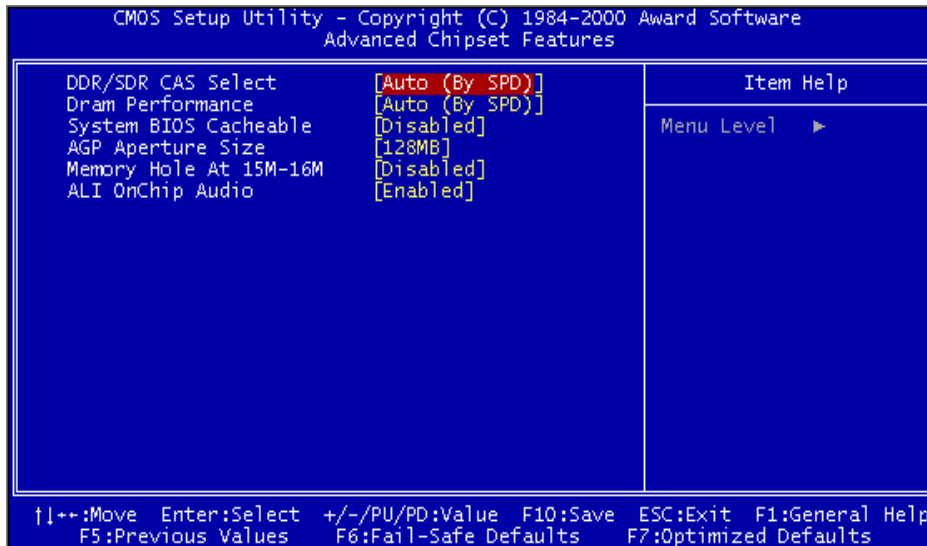 CMOS Setup Utility - Copyright (C) 1984-2000 Award Software
Advanced Chipset Features
DDR/SDR CAS Select [Auto (By SPD)]
Dram Performance [Auto (By SPD)]
System BIOS Cacheable [Disabled]
AGP Aperture Size [128MB]
Memory Hole At 15M-16M [Disabled]
ALI OnChip Audio [Enabled]
Item Help
Menu Level ►
↑↓←→:Move Enter:Select +/-/PU/PD:Value F10:Save ESC:Exit F1:General Help
F5:Previous Values F6:Fail-Safe Defaults F7:Optimized Defaults